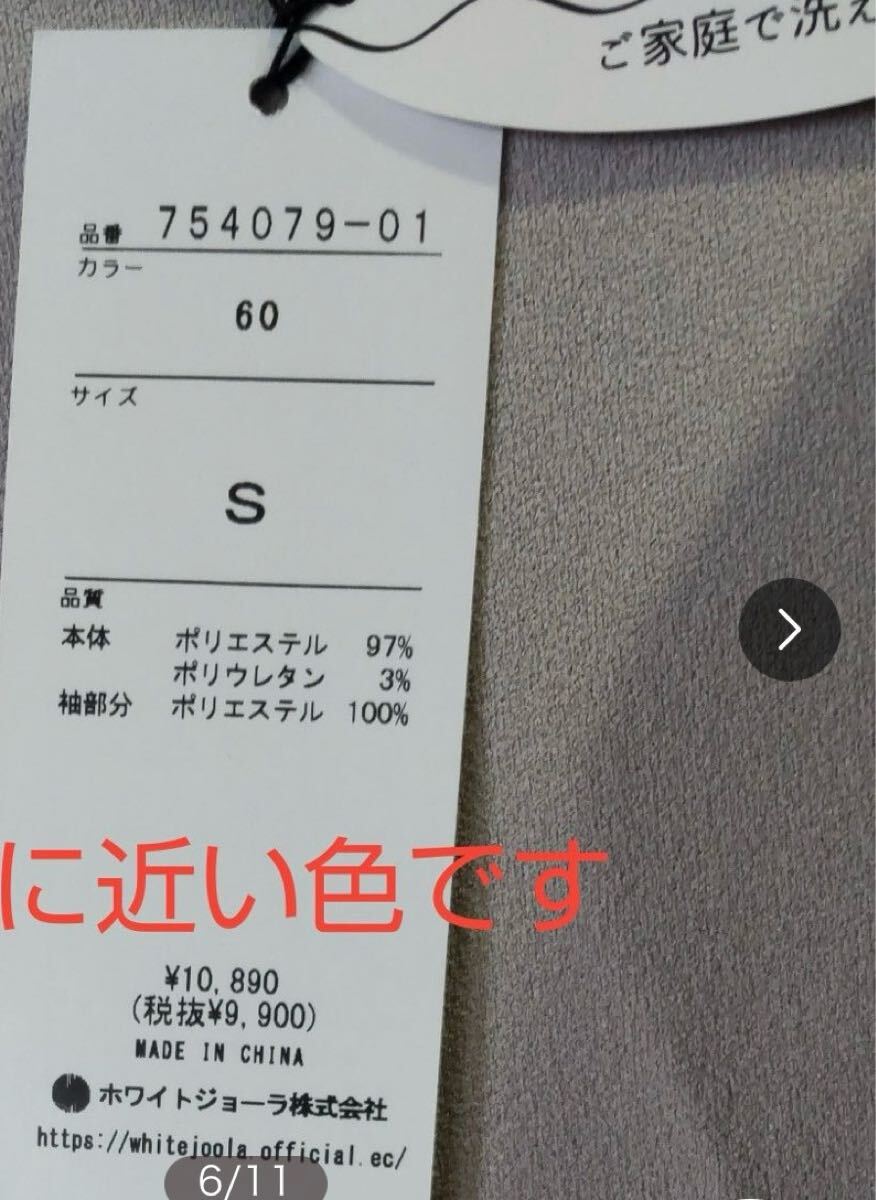 ご家庭で洗え
品番 754079-01
カラー
60
サイズ
S
品質
本体 ポリエステル 97%
ポリウレタン 3%
袖部分 ポリエステル 100%
に近い色です
¥10,890
(税抜¥9,900)
MADE IN CHINA
ホワイトジョーラ株式会社
https://whitejoola.official.ec/
6/11